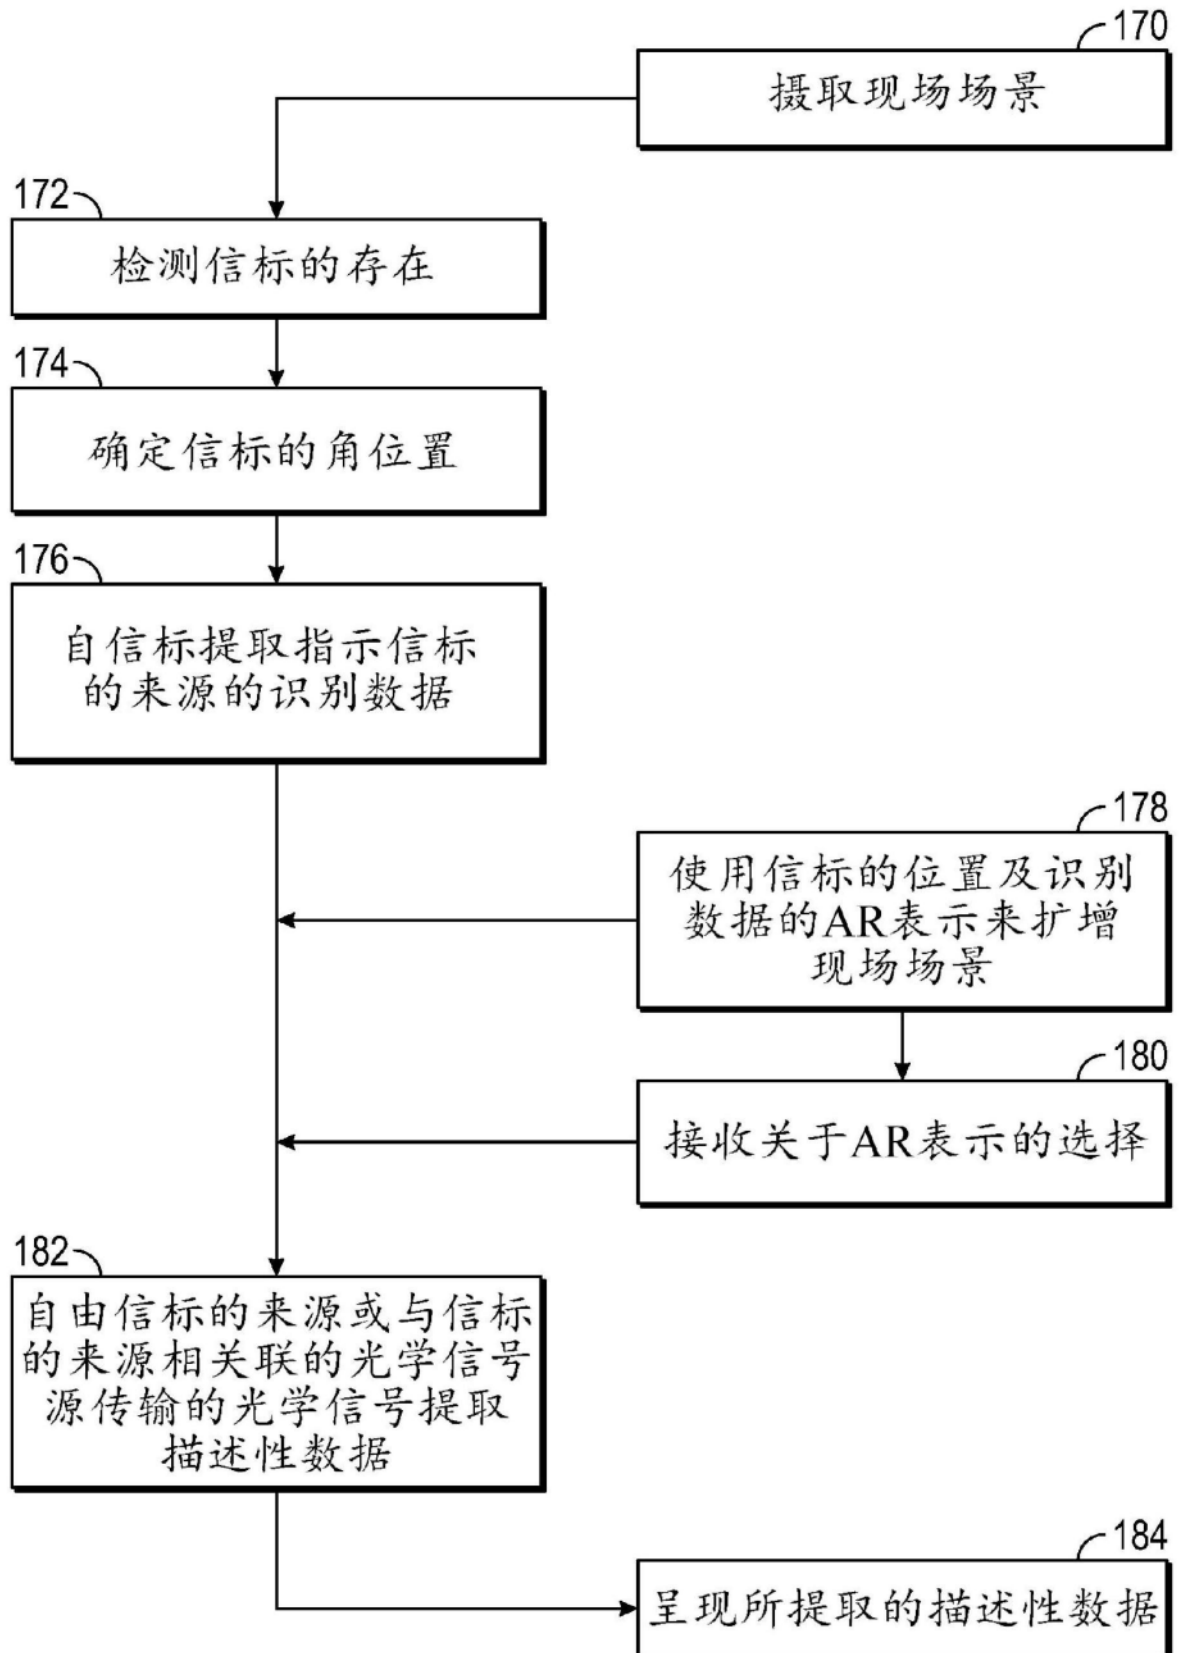 170
摄取现场场景
172
检测信标的存在
174
确定信标的角位置
176
自信标提取指示信标
的来源的识别数据
178
使用信标的位置及识别
数据的AR表示来扩增
现场场景
180
接收关于AR表示的选择
182
自由信标的来源或与信标
的来源相关联的光学信号
源传输的光学信号提取
描述性数据
184
呈现所提取的描述性数据